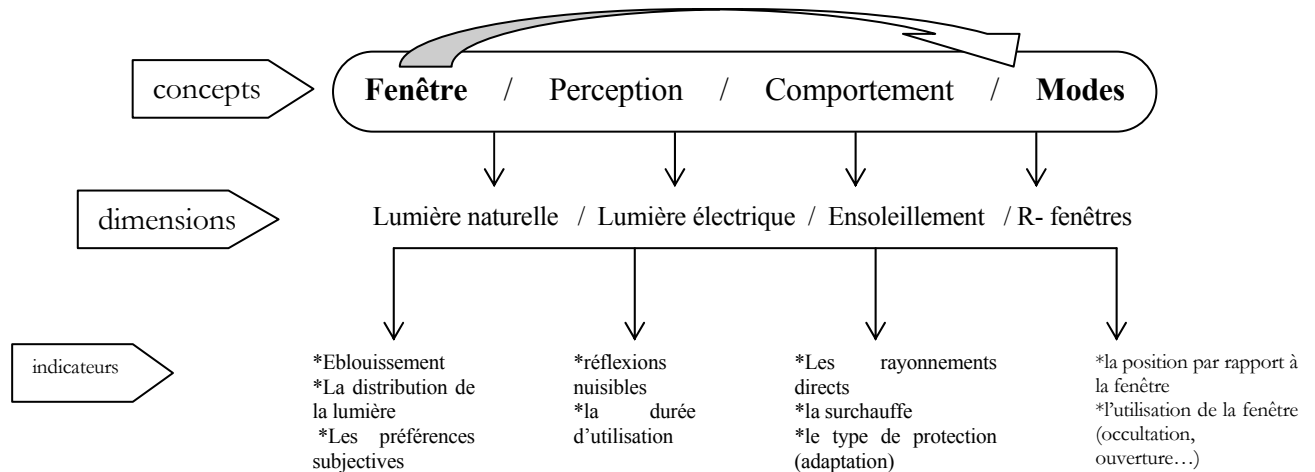 concepts
Fenêtre / Perception / Comportement / Modes
dimensions
Lumière naturelle / Lumière électrique / Ensoleillement / R- fenêtres
indicateurs
*Eblouissement
*La distribution de
la lumière
*Les préférences
subjectives
*réflexions
nuisibles
*la durée
d’utilisation
*Les rayonnements
directs
*la surchauffe
*le type de protection
(adaptation)
*la position par rapport à
la fenêtre
*l’utilisation de la fenêtre
(occultation,
ouverture…)